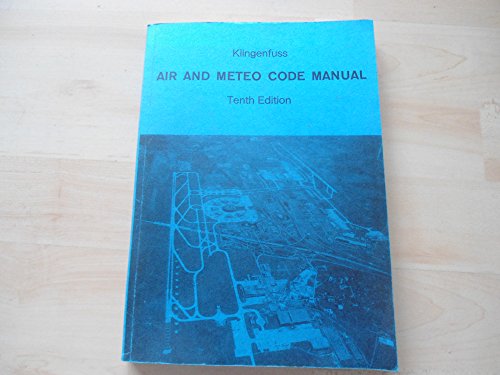 Klingenfuss
AIR AND METEO CODE MANUAL
Tenth Edition